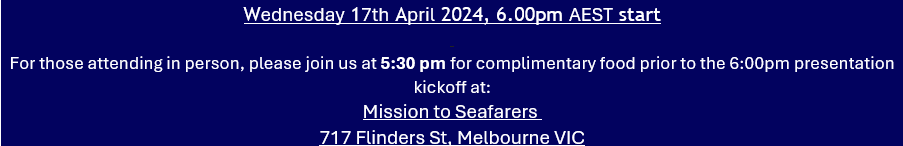 Wednesday 17th April 2024, 6.00pm AEST start
For those attending in person, please join us at 5:30 pm for complimentary food prior to the 6:00pm presentation
kickoff at:
Mission to Seafarers
717 Flinders St, Melbourne VIC